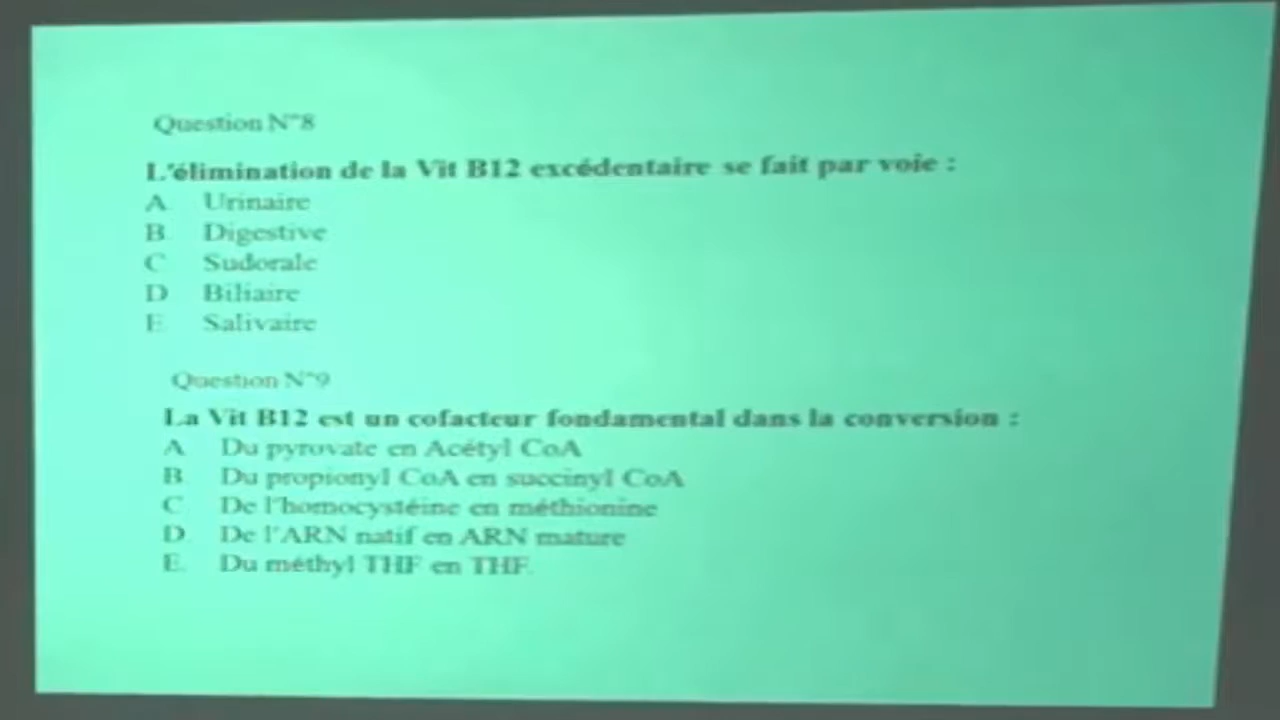 Question N°8
L'élimination de la Vit B12 excédentaire se fait par voie :
A Urinaire
B Digestive
C Sudorale
D Biliaire
E Salivaire
Question N°9
La Vit B12 est un cofacteur fondamental dans la conversion :
A Du pyrovate en Acétyl CoA
B Du propionyl CoA en succinyl CoA
C De l'homocystéine en méthionine
D De l'ARN natif en ARN mature
E. Du méthyl THF en THF.